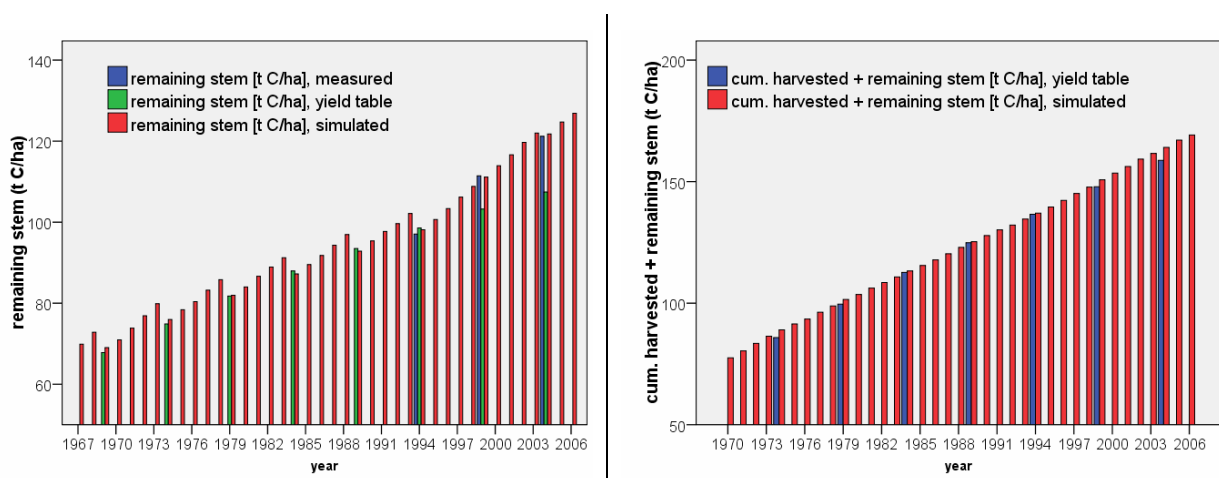 remaining stem (t C/ha)
140
120
100
80
60
remaining stem [t C/ha], measured
remaining stem [t C/ha], yield table
remaining stem [t C/ha], simulated
1967 1970 1973 1976 1979 1982 1985 1988 1991 1994 1997 2000 2003 2006
year
cum. harvested + remaining stem (t C/ha)
200
150
100
50
cum. harvested + remaining stem [t C/ha], yield table
cum. harvested + remaining stem [t C/ha], simulated
1970 1973 1976 1979 1982 1985 1988 1991 1994 1997 2000 2003 2006
year